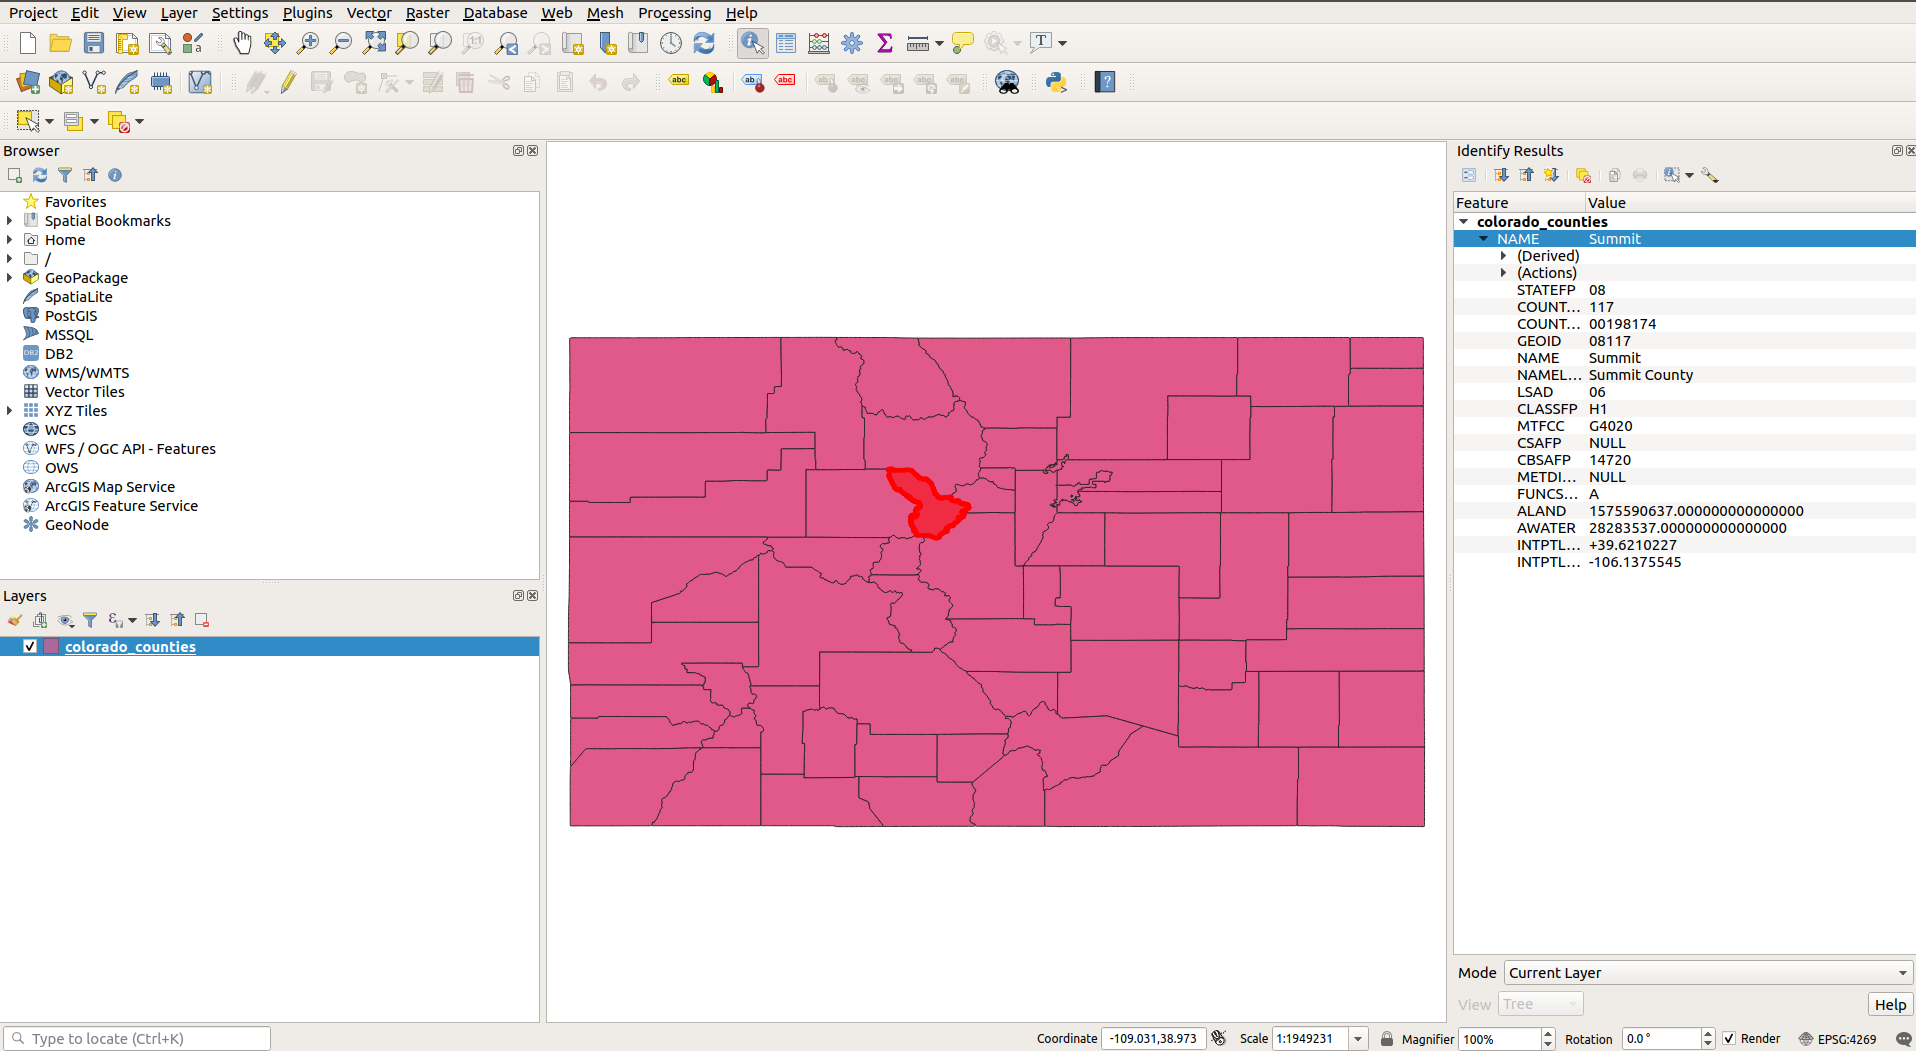 Project Edit View Layer Settings Plugins Vector Raster Database Web Mesh Processing Help
Browser
Favorites
Spatial Bookmarks
Home
/
GeoPackage
SpatiaLite
PostGIS
MSSQL
DB2
WMS/WMTS
Vector Tiles
XYZ Tiles
WCS
WFS / OGC API - Features
OWS
ArcGIS Map Service
ArcGIS Feature Service
GeoNode
Layers
colorado_counties
Identify Results
Feature Value
colorado_counties
NAME Summit
(Derived)
(Actions)
STATEFP 08
COUNT... 117
COUNT... 00198174
GEOID 08117
NAME Summit
NAMEL... Summit County
LSAD 06
CLASSFP H1
MTFCC G4020
CSAFP NULL
CBSAFP 14720
METDI... NULL
FUNCS... A
ALAND 1575590637.000000000000000
AWATER 28283537.000000000000000
INTPTL... +39.6210227
INTPTL... -106.1375545
Mode Current Layer
View Tree
Help
Type to locate (Ctrl+K)
Coordinate -109.031,38.973 Scale 1:1949231 Magnifier 100% Rotation 0.0 ° Render EPSG:4269